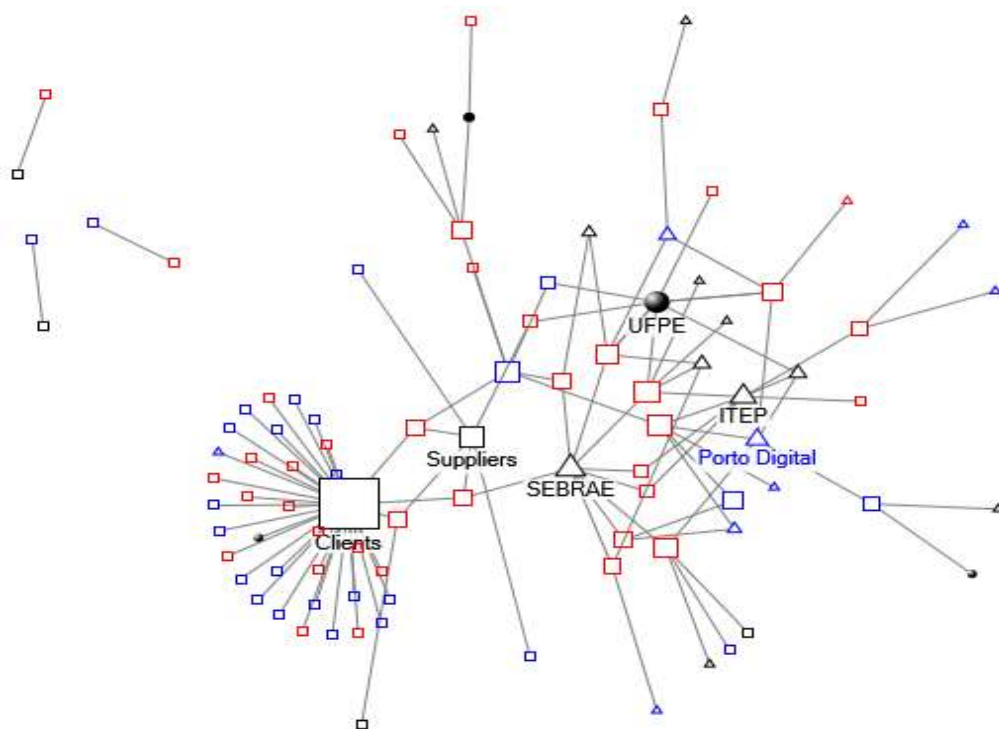 UFPE
ITEP
Porto Digital
Suppliers
SEBRAE
Clients